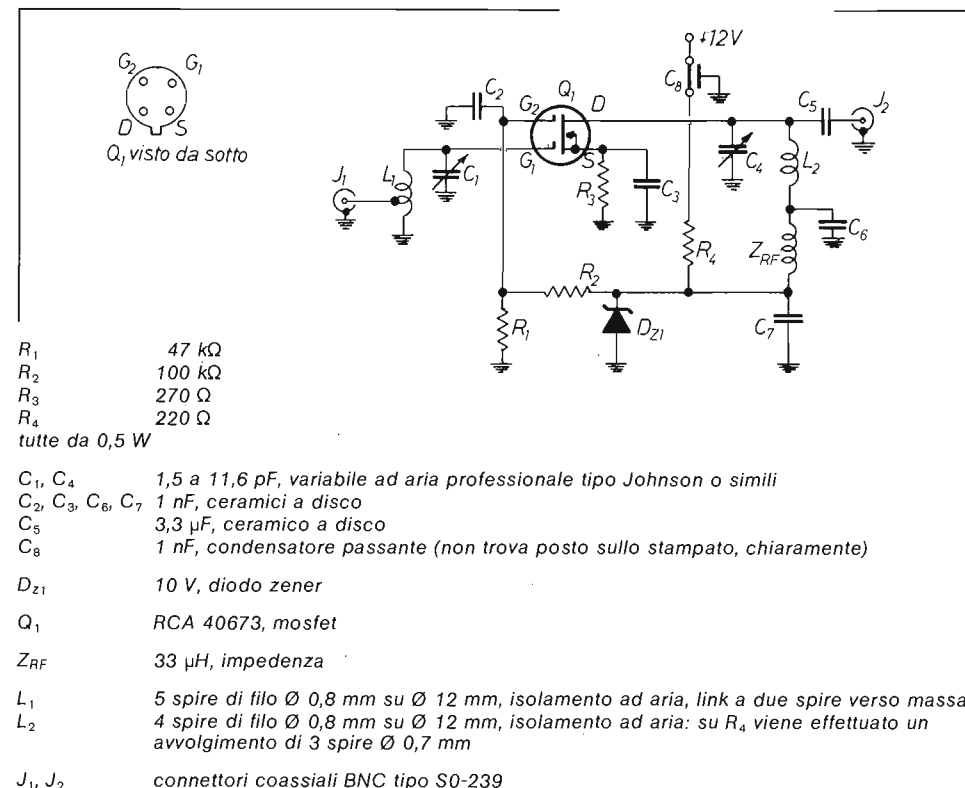 +12V
C₈
G₂ G₁
D S
Q₁ visto da sotto
C₂
G₂ Q₁ D
G₁ S
J₁
L₁
C₁
R₃
C₃
C₄
L₂
C₅
J₂
C₆
Z_RF
R₄
R₂
R₁
D_Z1
C₇
R₁ 47 kΩ
R₂ 100 kΩ
R₃ 270 Ω
R₄ 220 Ω
tutte da 0,5 W
C₁, C₄ 1,5 a 11,6 pF, variabile ad aria professionale tipo Johnson o simili
C₂, C₃, C₆, C₇ 1 nF, ceramici a disco
C₅ 3,3 µF, ceramico a disco
C₈ 1 nF, condensatore passante (non trova posto sullo stampato, chiaramente)
D_Z1 10 V, diodo zener
Q₁ RCA 40673, mosfet
Z_RF 33 µH, impedenza
L₁ 5 spire di filo Ø 0,8 mm su Ø 12 mm, isolamento ad aria, link a due spire verso massa
L₂ 4 spire di filo Ø 0,8 mm su Ø 12 mm, isolamento ad aria: su R₄ viene effettuato un
avvolgimento di 3 spire Ø 0,7 mm
J₁, J₂ connettori coassiali BNC tipo S0-239